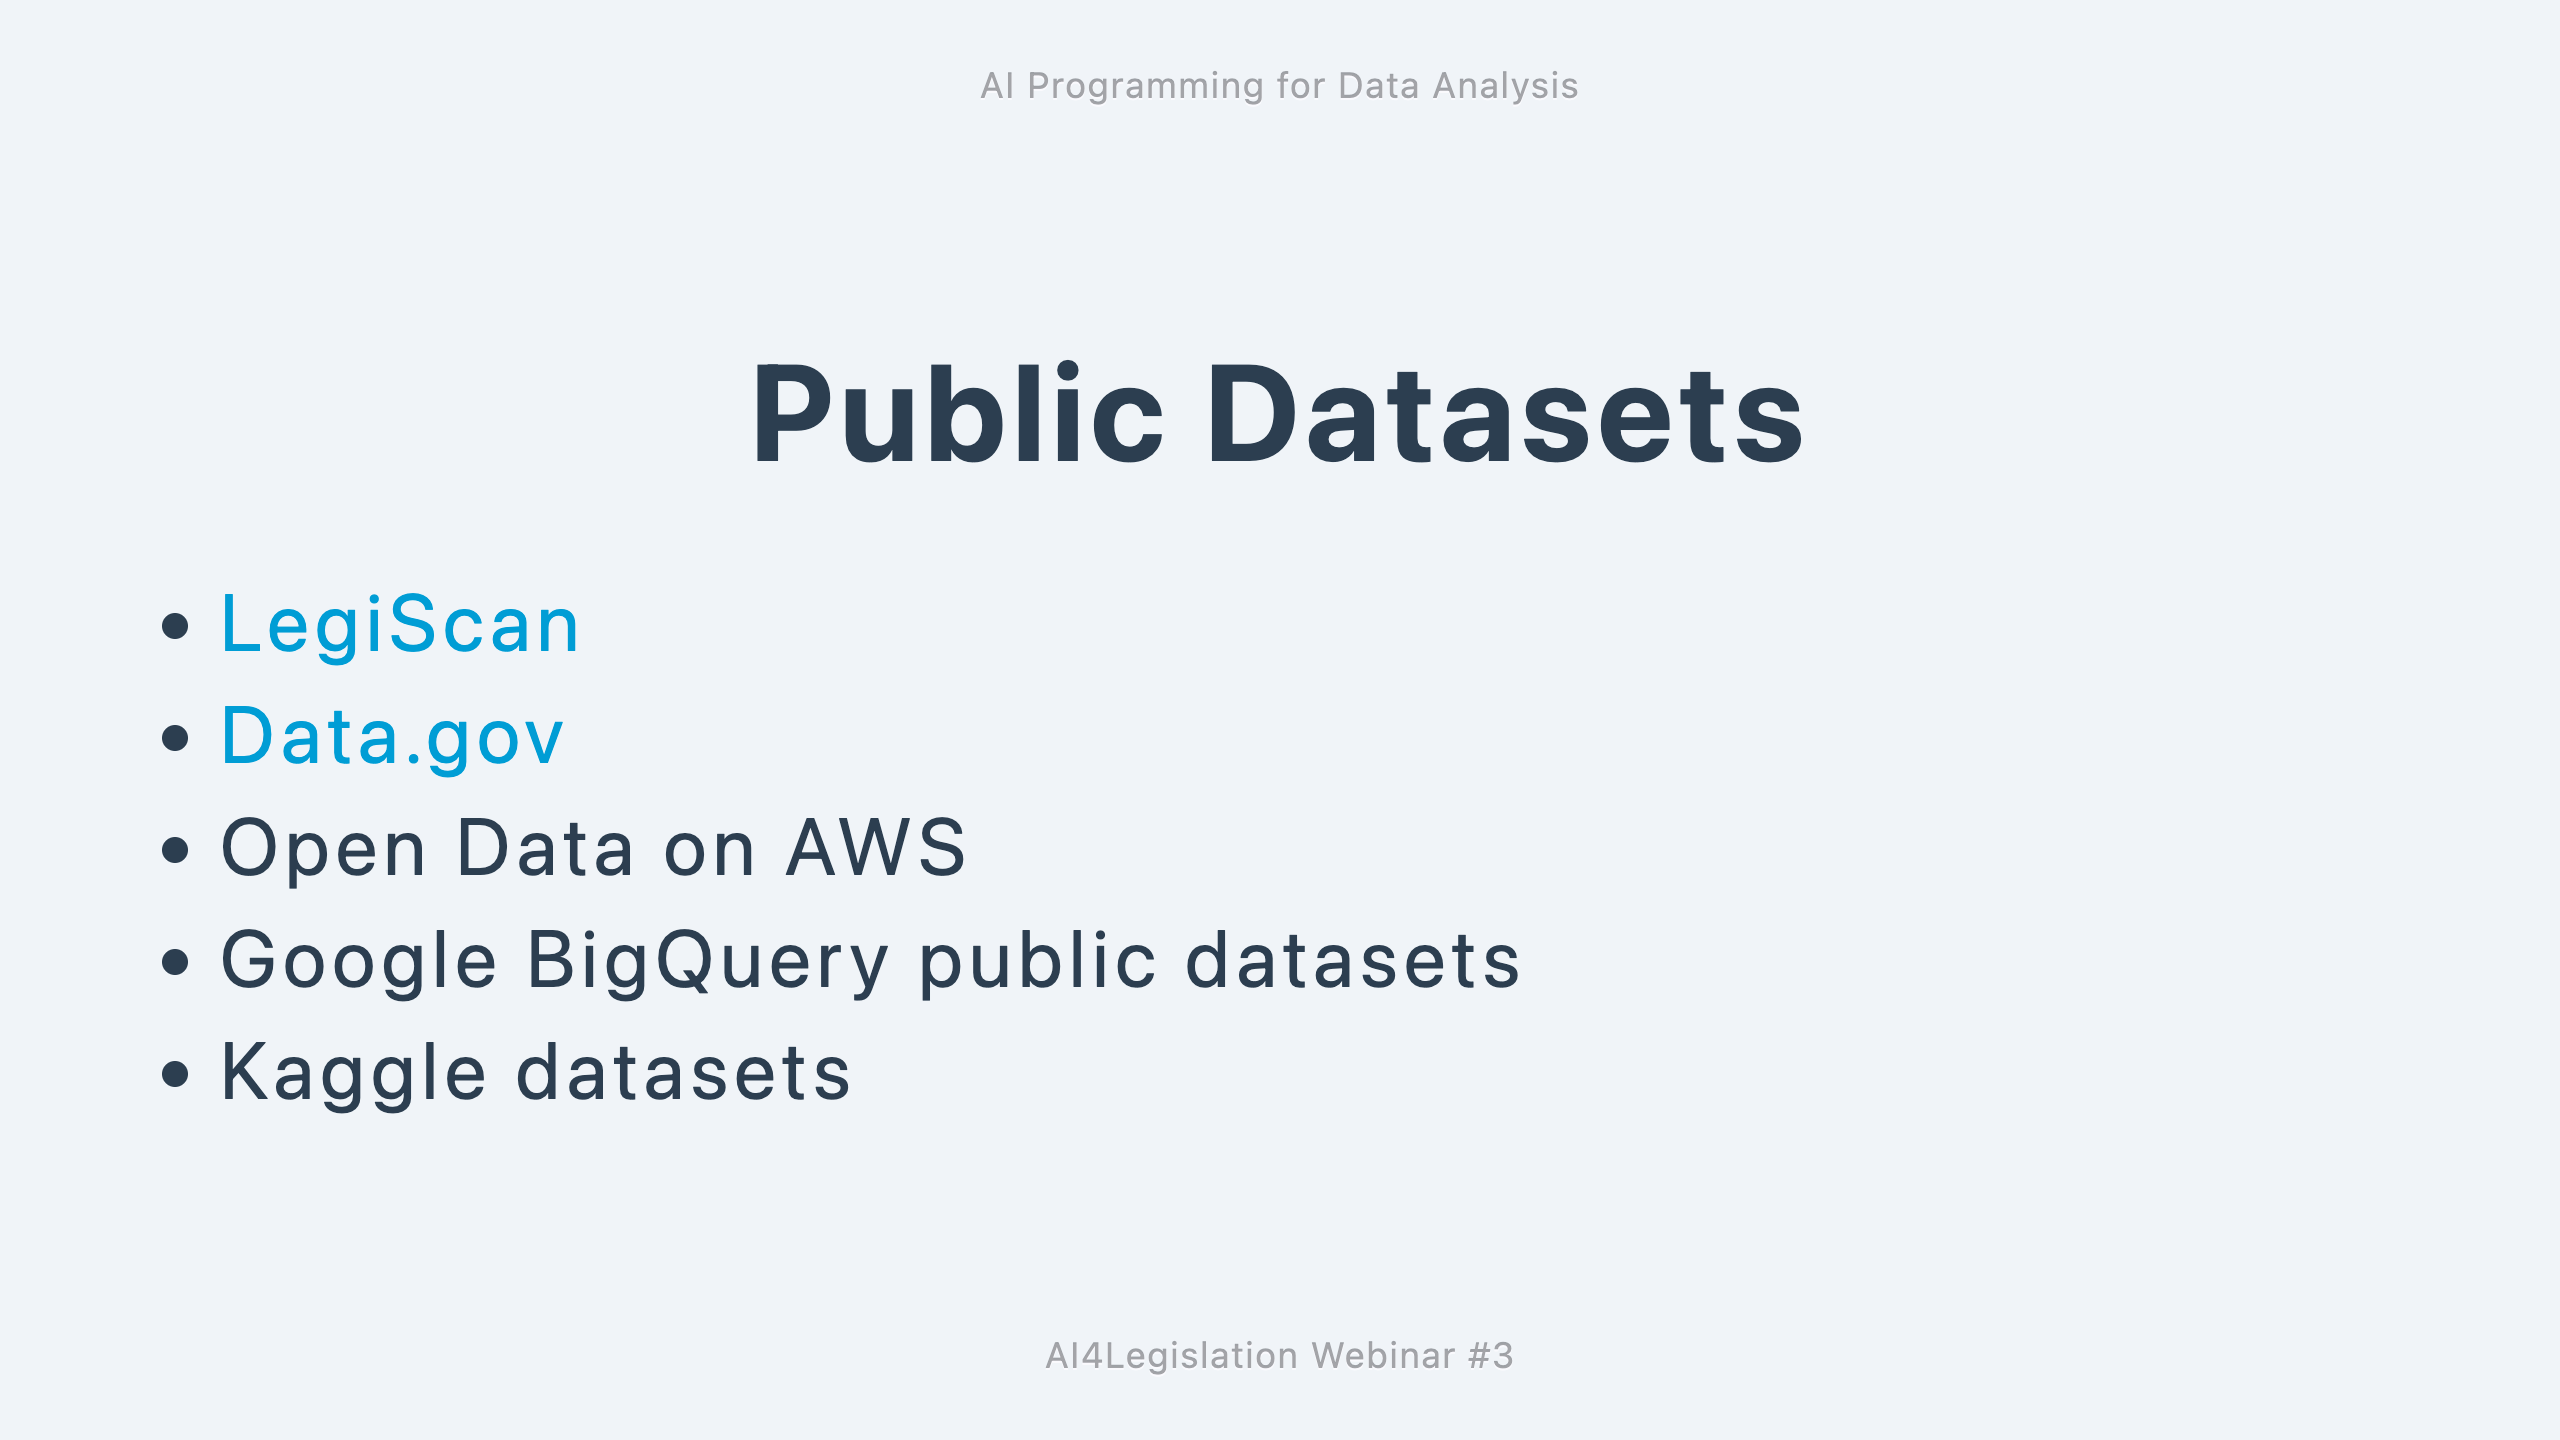 AI Programming for Data Analysis
Public Datasets
• LegiScan
• Data.gov
• Open Data on AWS
• Google BigQuery public datasets
• Kaggle datasets
AI4Legislation Webinar #3